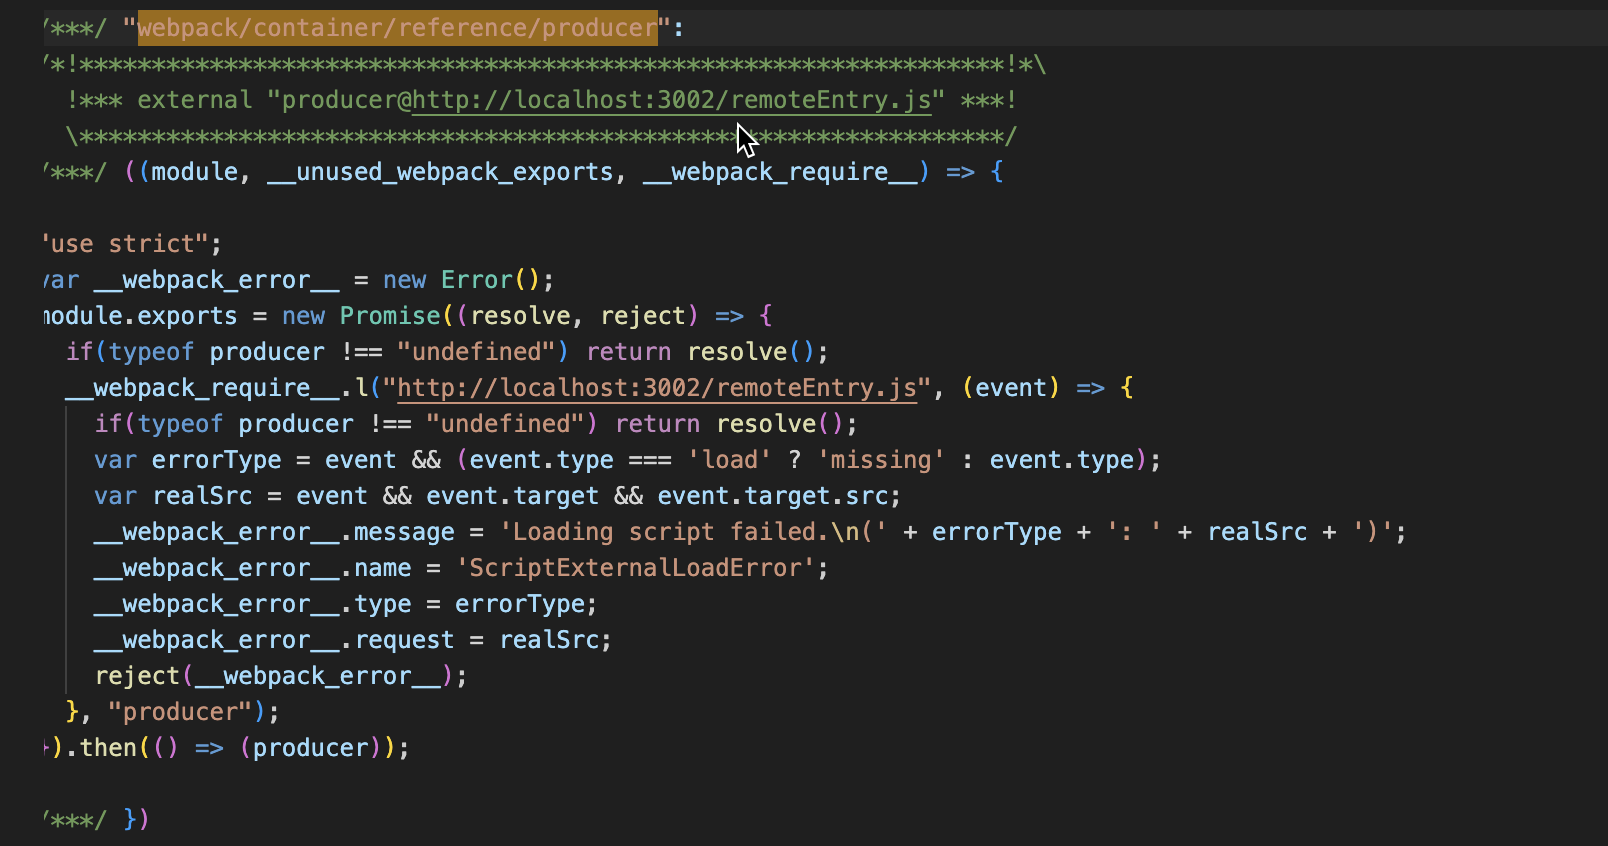 /***/ "webpack/container/reference/producer":
/*!****************************************************************!*\
  !*** external "producer@http://localhost:3002/remoteEntry.js" ***!
  \****************************************************************/
/***/ ((module, __unused_webpack_exports, __webpack_require__) => {
"use strict";
var __webpack_error__ = new Error();
module.exports = new Promise((resolve, reject) => {
  if(typeof producer !== "undefined") return resolve();
  __webpack_require__.l("http://localhost:3002/remoteEntry.js", (event) => {
    if(typeof producer !== "undefined") return resolve();
    var errorType = event && (event.type === 'load' ? 'missing' : event.type);
    var realSrc = event && event.target && event.target.src;
    __webpack_error__.message = 'Loading script failed.\n(' + errorType + ': ' + realSrc + ')';
    __webpack_error__.name = 'ScriptExternalLoadError';
    __webpack_error__.type = errorType;
    __webpack_error__.request = realSrc;
    reject(__webpack_error__);
  }, "producer");
}).then(() => (producer));
/***/ })